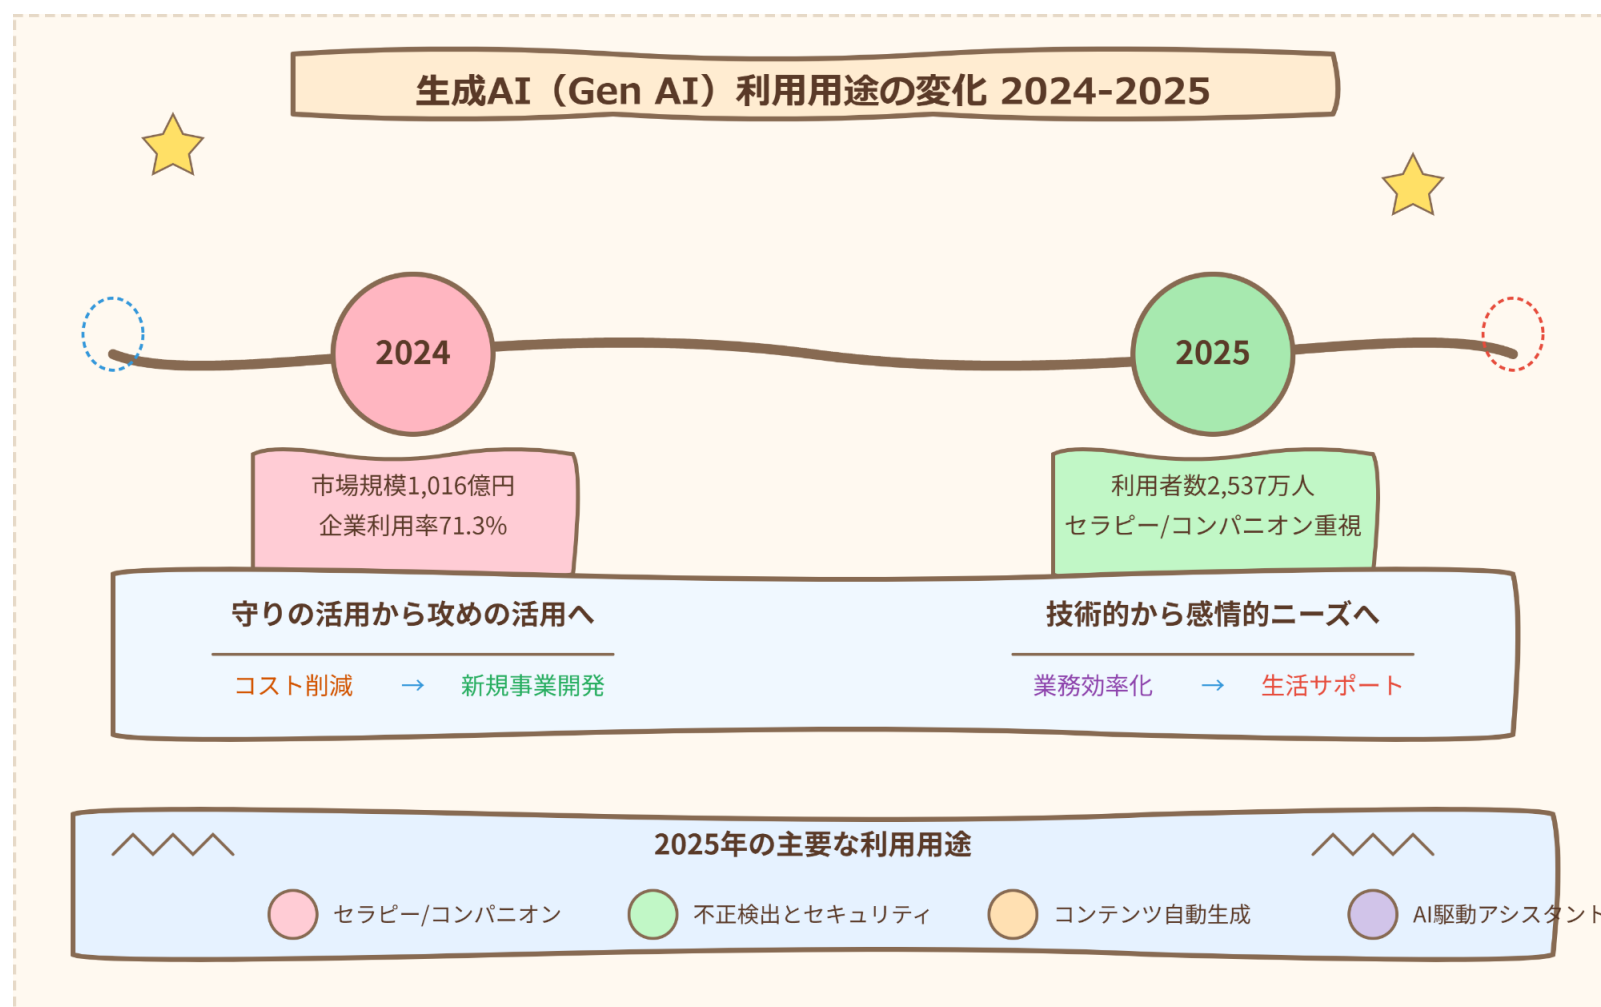 生成AI（Gen AI）利用用途の変化 2024-2025
2024
2025
市場規模1,016億円
企業利用率71.3%
利用者数2,537万人
セラピー/コンパニオン重視
守りの活用から攻めの活用へ
コスト削減 → 新規事業開発
技術的から感情的ニーズへ
業務効率化 → 生活サポート
2025年の主要な利用用途
セラピー/コンパニオン
不正検出とセキュリティ
コンテンツ自動生成
AI駆動アシスタント